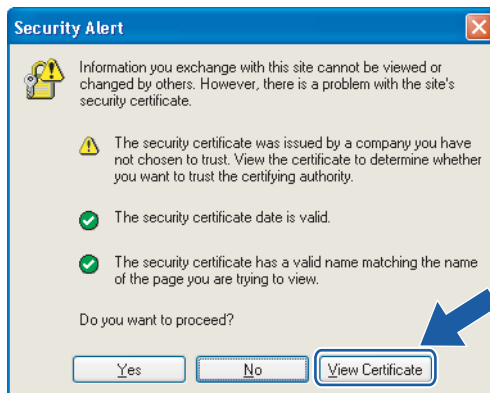 Security Alert
Information you exchange with this site cannot be viewed or
changed by others. However, there is a problem with the site's
security certificate.
The security certificate was issued by a company you have
not chosen to trust. View the certificate to determine whether
you want to trust the certifying authority.
The security certificate date is valid.
The security certificate has a valid name matching the name
of the page you are trying to view.
Do you want to proceed?
Yes No View Certificate